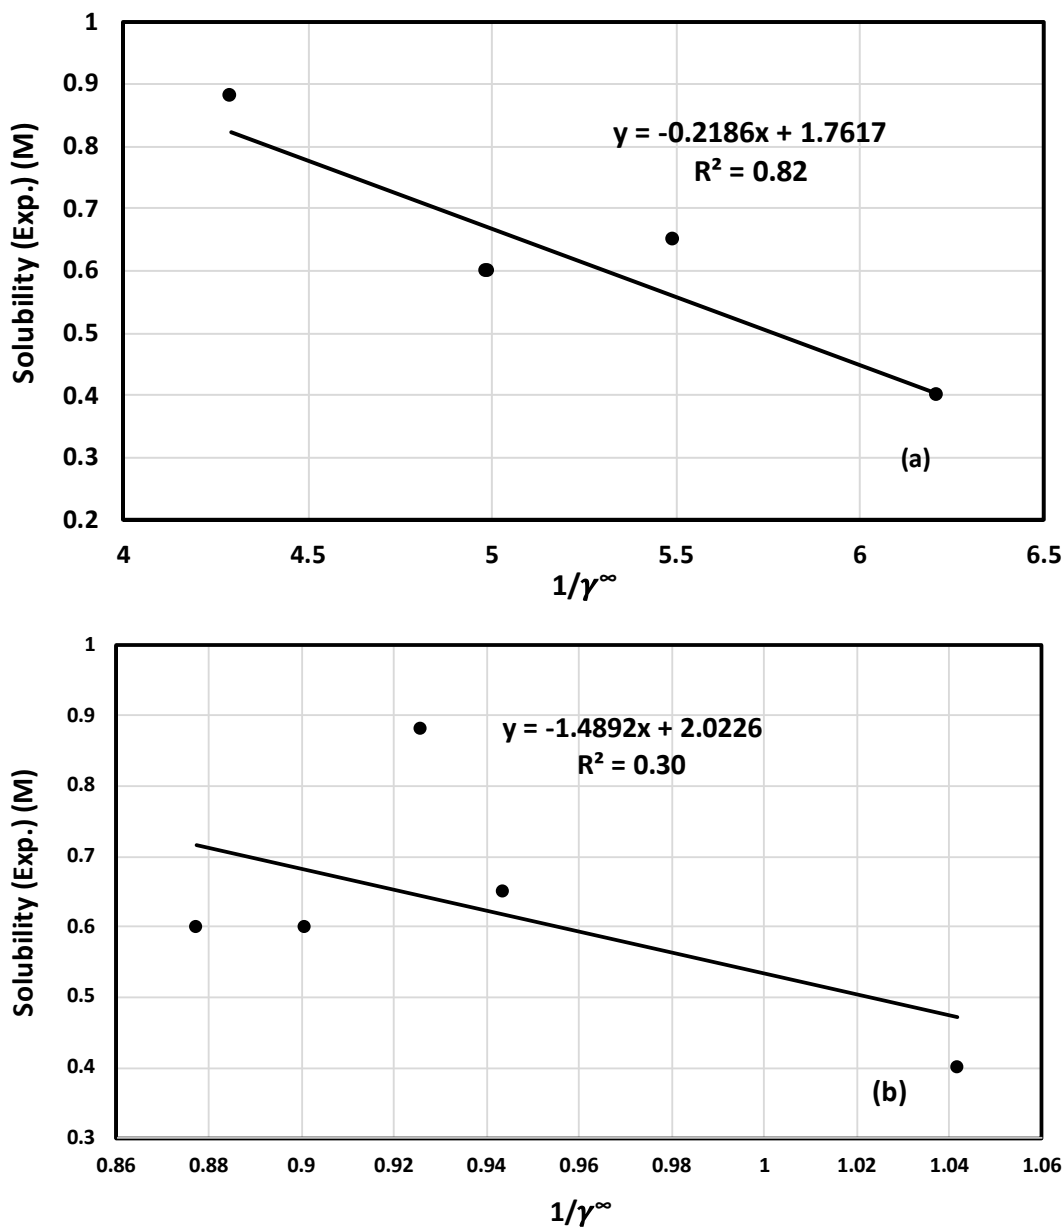 1
0.9
0.8
0.7
0.6
0.5
0.4
0.3
0.2
Solubility (Exp.) (M)
y = -0.2186x + 1.7617
R² = 0.82
(a)
4 4.5 5 5.5 6 6.5
1/γ∞
1
0.9
0.8
0.7
0.6
0.5
0.4
0.3
Solubility (Exp.) (M)
y = -1.4892x + 2.0226
R² = 0.30
(b)
0.86 0.88 0.9 0.92 0.94 0.96 0.98 1 1.02 1.04 1.06
1/γ∞